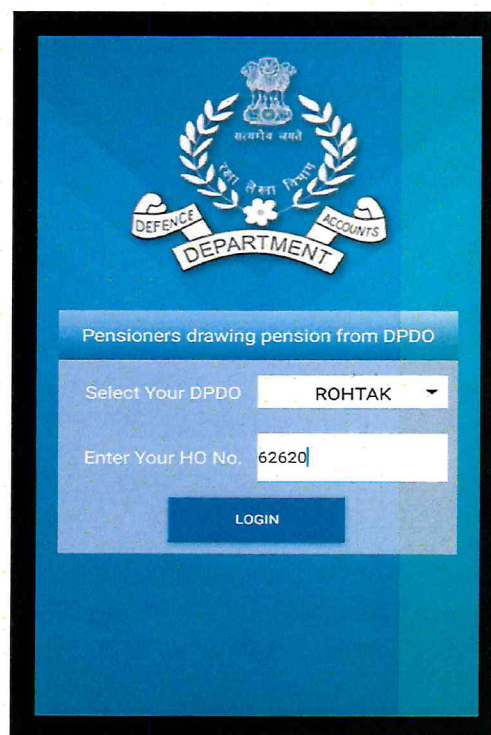 सत्यमेव जयते
रक्षा लेखा विभाग
DEFENCE ACCOUNTS
DEPARTMENT
Pensioners drawing pension from DPDO
Select Your DPDO ROHTAK
Enter Your HO No. 62620
LOGIN